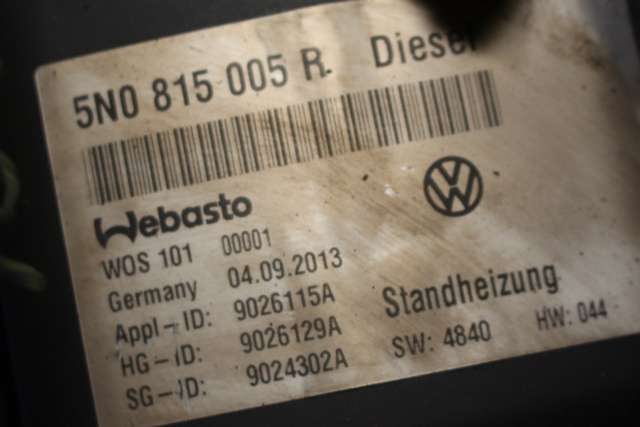 5N0 815 005 R. Diesel
Webasto
WOS 101 00001
Germany 04.09.2013
Appl-ID: 9026115A
HG-ID: 9026129A
SG-ID: 9024302A
VW
Standheizung
SW: 4840 HW: 044